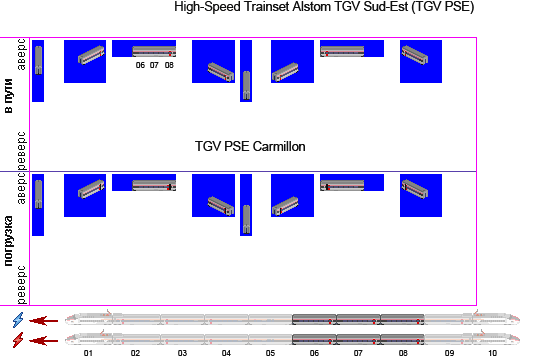 High-Speed Trainset Alstom TGV Sud-Est (TGV PSE)
аверс
06 07 08
в пути
TGV PSE Carmillon
реверс
аверс
погрузка
реверс
01 02 03 04 05 06 07 08 09 10